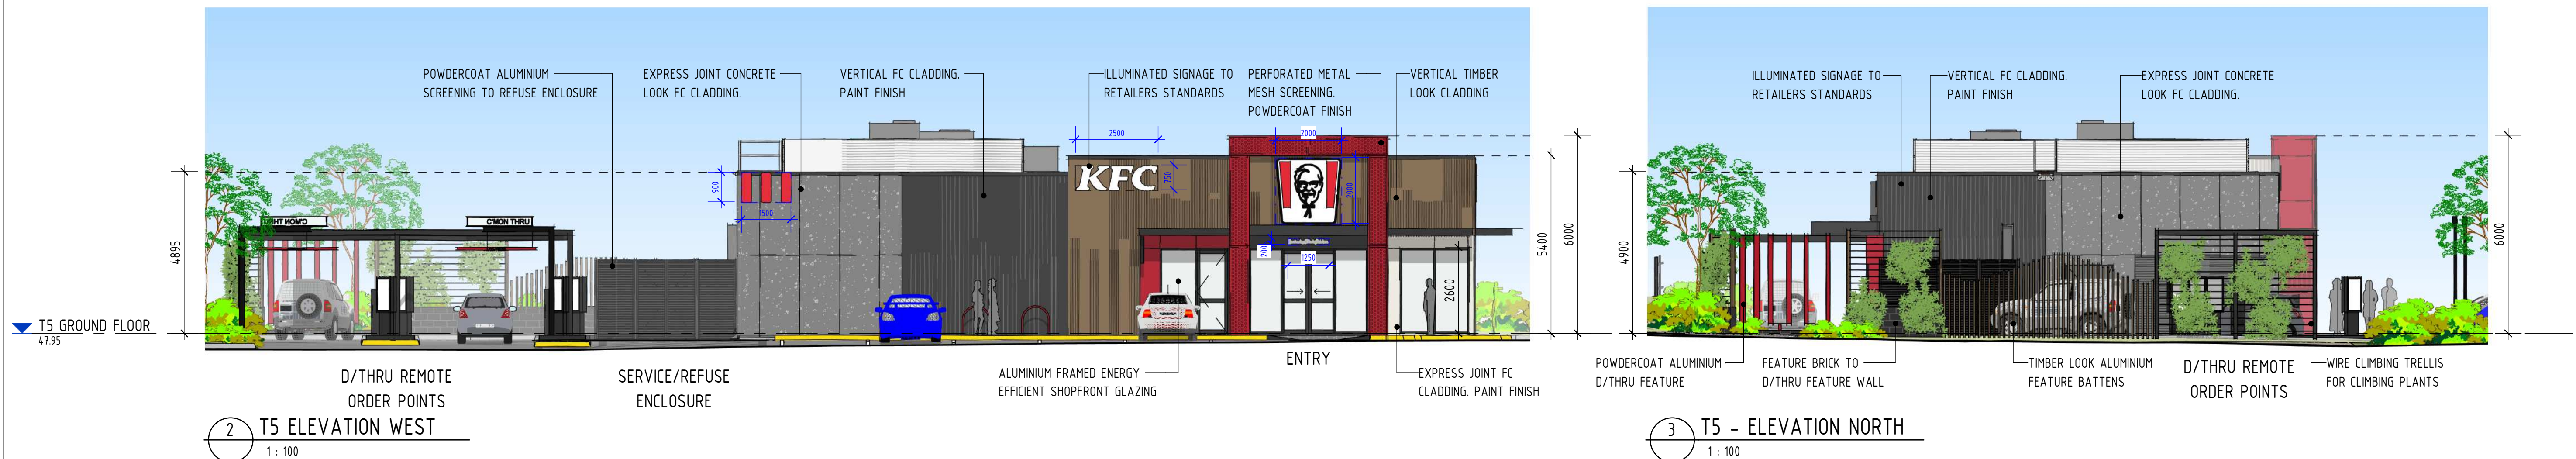 POWDERCOAT ALUMINIUM
SCREENING TO REFUSE ENCLOSURE
EXPRESS JOINT CONCRETE
LOOK FC CLADDING.
VERTICAL FC CLADDING.
PAINT FINISH
ILLUMINATED SIGNAGE TO
RETAILERS STANDARDS
PERFORATED METAL
MESH SCREENING.
POWDERCOAT FINISH
VERTICAL TIMBER
LOOK CLADDING
2500
2000
KFC
750
2000
900
1500
C'MON THRU
C'MON THRU
200
1250
2600
4895
5400
6000
T5 GROUND FLOOR
47.95
D/THRU REMOTE
ORDER POINTS
SERVICE/REFUSE
ENCLOSURE
ALUMINIUM FRAMED ENERGY
EFFICIENT SHOPFRONT GLAZING
ENTRY
EXPRESS JOINT FC
CLADDING. PAINT FINISH
2
T5 ELEVATION WEST
1 : 100
ILLUMINATED SIGNAGE TO
RETAILERS STANDARDS
VERTICAL FC CLADDING.
PAINT FINISH
EXPRESS JOINT CONCRETE
LOOK FC CLADDING.
4900
6000
POWDERCOAT ALUMINIUM
D/THRU FEATURE
FEATURE BRICK TO
D/THRU FEATURE WALL
TIMBER LOOK ALUMINIUM
FEATURE BATTENS
D/THRU REMOTE
ORDER POINTS
WIRE CLIMBING TRELLIS
FOR CLIMBING PLANTS
3
T5 - ELEVATION NORTH
1 : 100